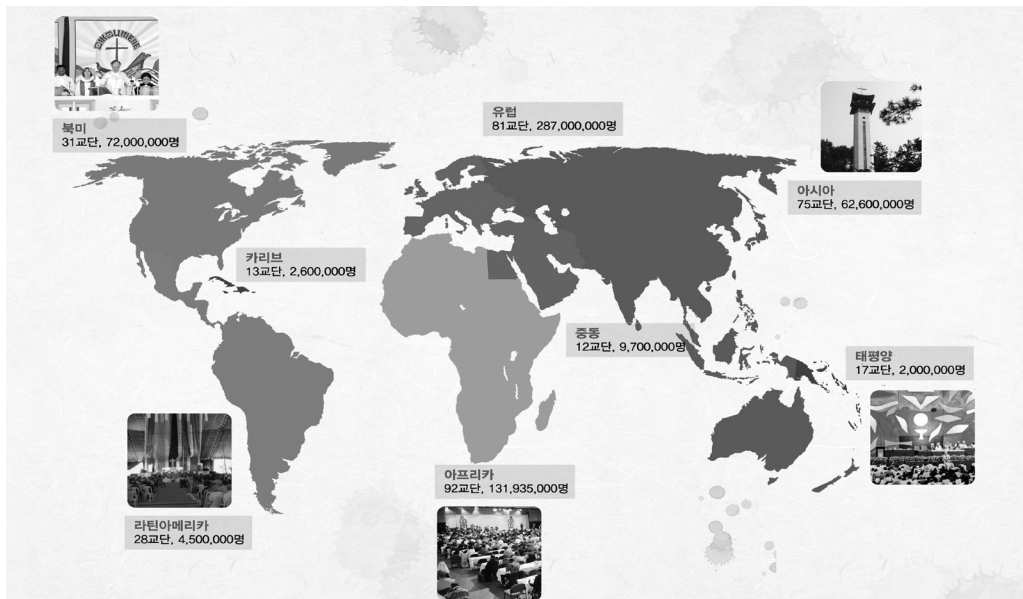 OIKOUMENE
북미
31교단, 72,000,000명
유럽
81교단, 287,000,000명
아시아
75교단, 62,600,000명
카리브
13교단, 2,600,000명
중동
12교단, 9,700,000명
태평양
17교단, 2,000,000명
아프리카
92교단, 131,935,000명
라틴아메리카
28교단, 4,500,000명